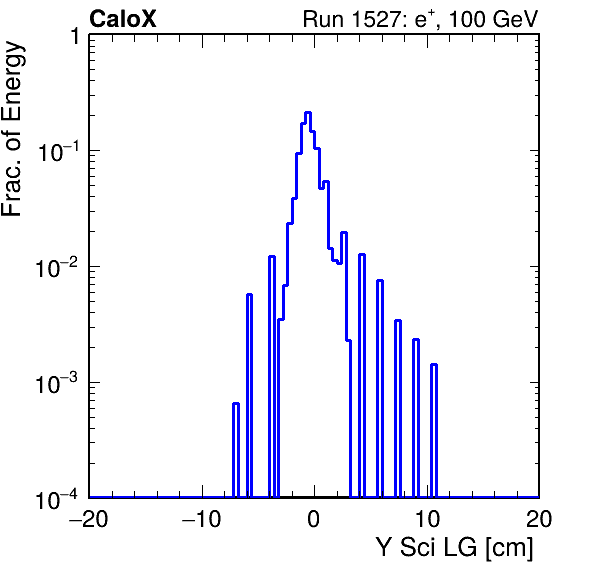 CaloX Run 1527: e⁺, 100 GeV
Frac. of Energy
1
10⁻¹
10⁻²
10⁻³
10⁻⁴
−20 −10 0 10 20
Y Sci LG [cm]